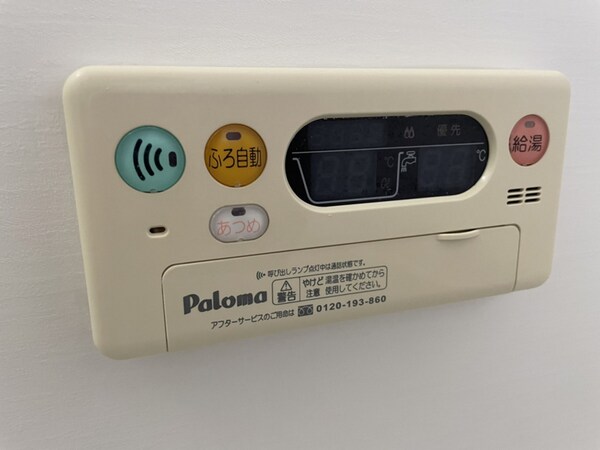 ふろ自動
優先
給湯
℃
℃
あつめ
呼び出しランプ点灯中は通話状態です。
Paloma
警告
やけど 湯温を確かめてから
注意 使用してください。
アフターサービスのご用命は 0120-193-860